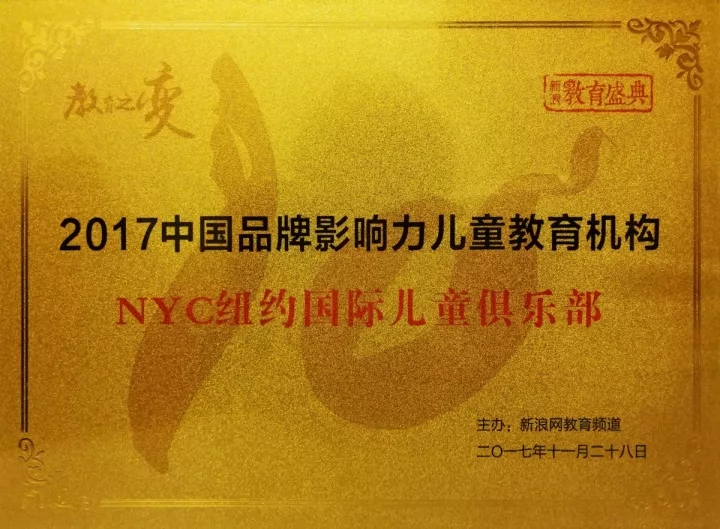 教育之变
新浪 教育盛典
2017中国品牌影响力儿童教育机构
NYC纽约国际儿童俱乐部
主办：新浪网教育频道
二〇一七年十一月二十八日